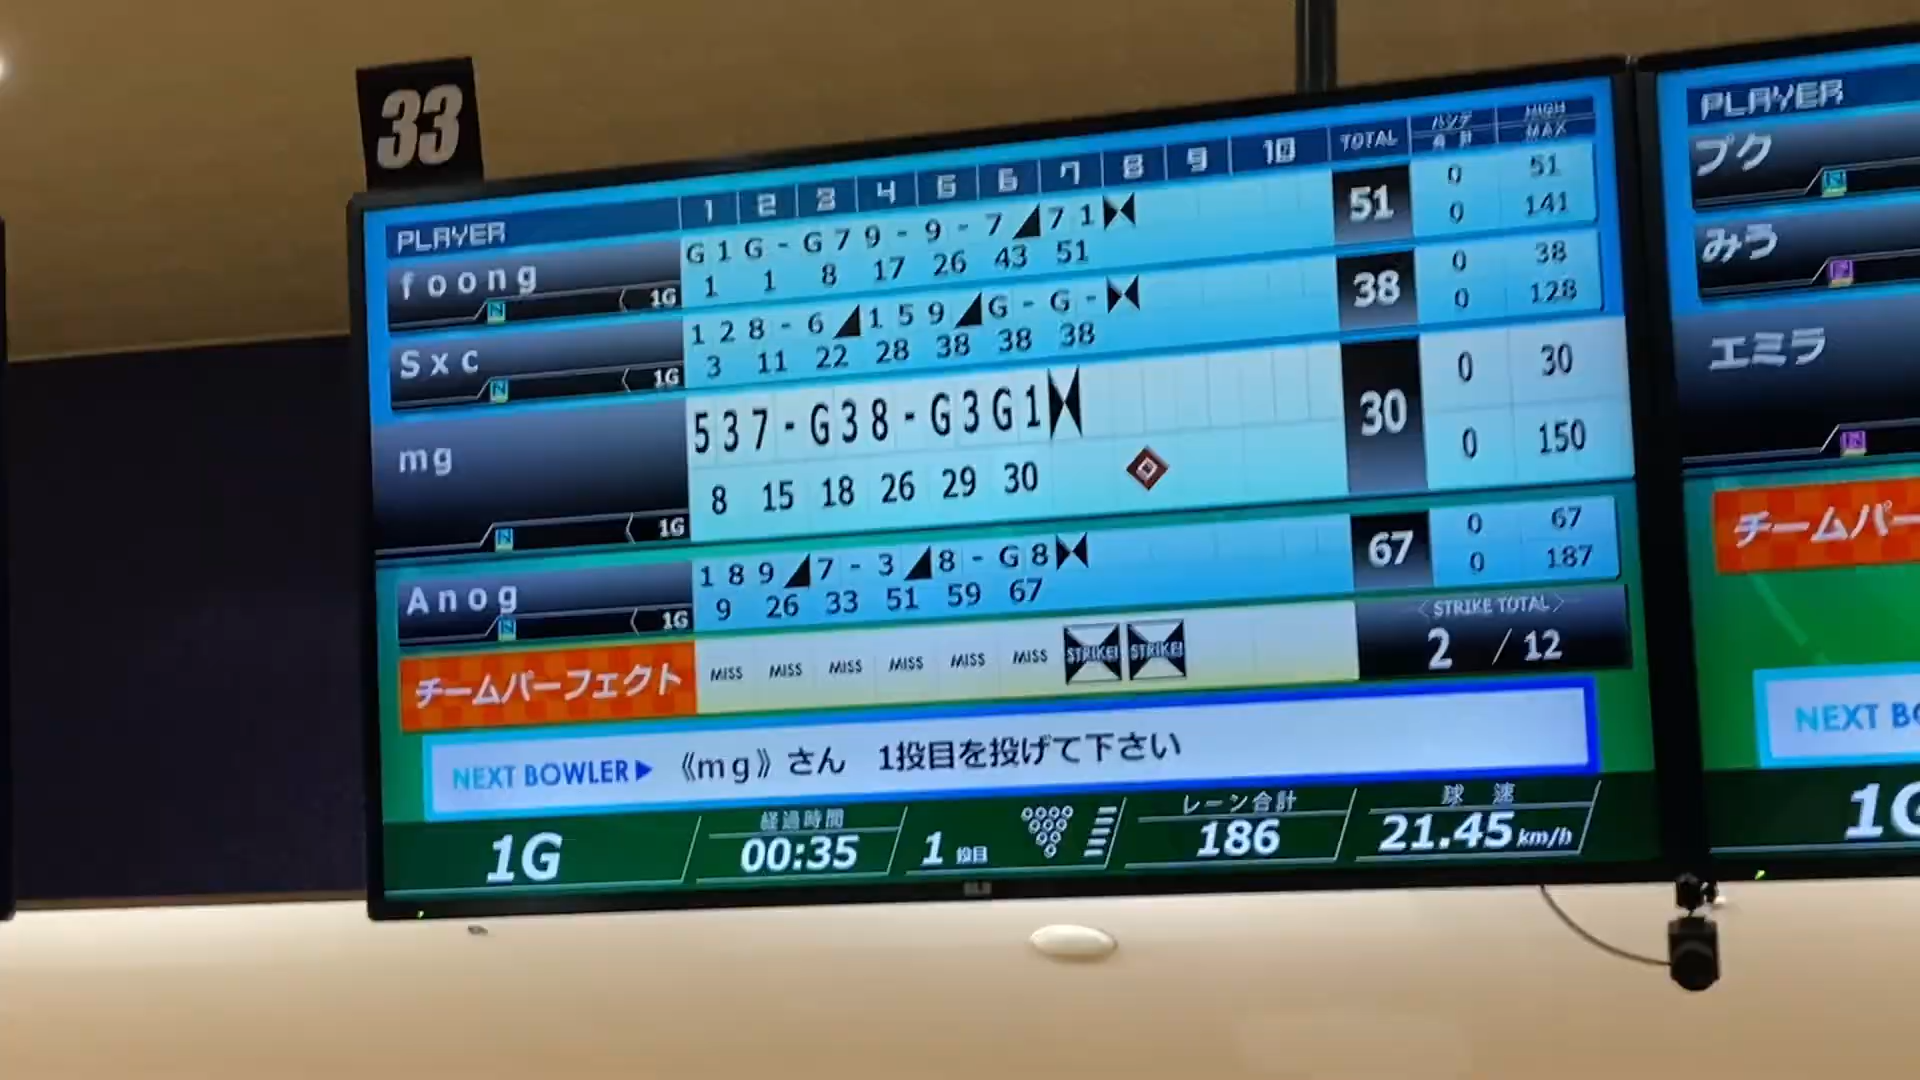 33
PLAYER 1 2 3 4 5 6 7 8 9 10 TOTAL HIGH MAX
foong G 1 G - G 7 9 - 9 - 7 ◢ 7 1 51 0 51
1G 1 1 8 17 26 43 51 0 141
Sxc 1 2 8 - 6 ◢ 1 5 9 ◢ G - G - 38 0 38
1G 3 11 22 28 38 38 38 0 128
mg 5 3 7 - G 3 8 - G 3 G 1 30 0 30
1G 8 15 18 26 29 30 0 150
Anog 1 8 9 ◢ 7 - 3 ◢ 8 - G 8 67 0 67
1G 9 26 33 51 59 67 0 187
チームパーフェクト MISS MISS MISS MISS MISS MISS STRIKE! STRIKE! 〈STRIKE TOTAL〉
2 / 12
NEXT BOWLER▶ 《mg》さん 1投目を投げて下さい
1G 経過時間 00:35 1 投目 レーン合計 186 球速 21.45 km/h
PLAYER
プク
みう
エミラ
チームパー
NEXT BO
1G